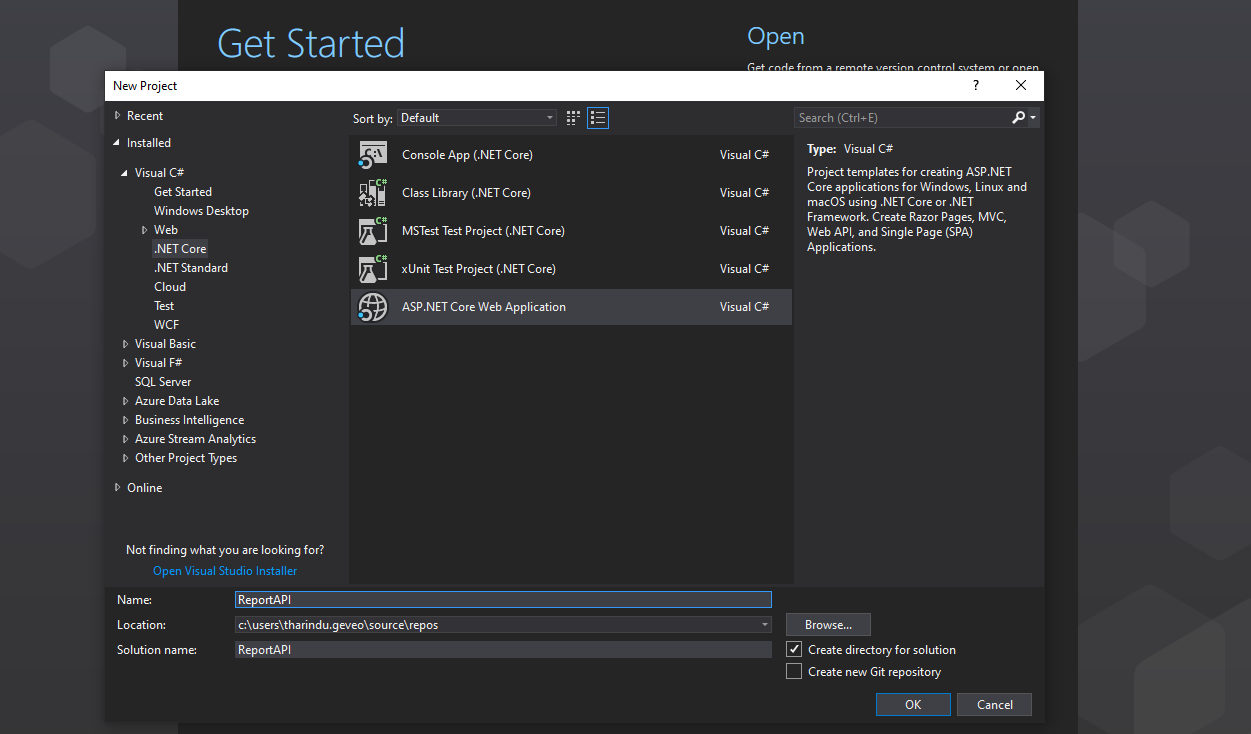 Get Started
Open
Get code from a remote version control system or open
New Project
?
Recent
Installed
Visual C#
Get Started
Windows Desktop
Web
.NET Core
.NET Standard
Cloud
Test
WCF
Visual Basic
Visual F#
SQL Server
Azure Data Lake
Business Intelligence
Azure Stream Analytics
Other Project Types
Online
Not finding what you are looking for?
Open Visual Studio Installer
Sort by: Default
Console App (.NET Core) Visual C#
Class Library (.NET Core) Visual C#
MSTest Test Project (.NET Core) Visual C#
xUnit Test Project (.NET Core) Visual C#
ASP.NET Core Web Application Visual C#
Search (Ctrl+E)
Type: Visual C#
Project templates for creating ASP.NET
Core applications for Windows, Linux and
macOS using .NET Core or .NET
Framework. Create Razor Pages, MVC,
Web API, and Single Page (SPA)
Applications.
Name: ReportAPI
Location: c:\users\tharindu.geveo\source\repos Browse...
Solution name: ReportAPI
Create directory for solution
Create new Git repository
OK Cancel